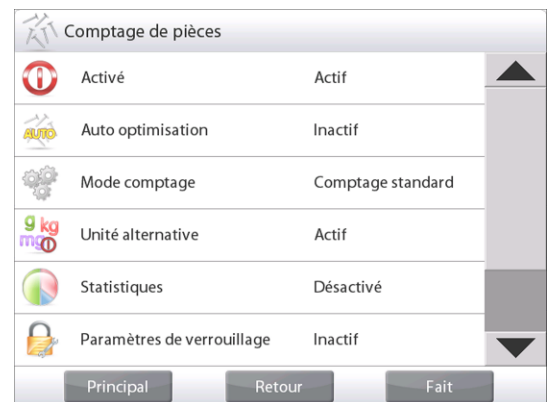 Comptage de pièces
Activé Actif
AUTO Auto optimisation Inactif
Mode comptage Comptage standard
g kg mg Unité alternative Actif
Statistiques Désactivé
Paramètres de verrouillage Inactif
Principal Retour Fait